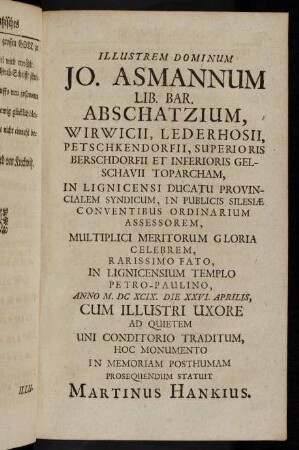 ILLUSTREM DOMINUM
JO. ASMANNUM
LIB. BAR.
ABSCHATZIUM,
WIRWICII, LEDERHOSII,
PETSCHKENDORFII, SUPERIORIS
BERSCHDORFII ET INFERIORIS GEL-
SCHAVII TOPARCHAM,
IN LIGNICENSI DUCATU PROVIN-
CIALEM SYNDICUM, IN PUBLICIS SILESIÆ
CONVENTIBUS ORDINARIUM
ASSESSOREM,
MULTIPLICI MERITORUM GLORIA
CELEBREM,
RARISSIMO FATO,
IN LIGNICENSIUM TEMPLO
PETRO-PAULINO,
ANNO M. DC XCIX. DIE XXVI. APRILIS,
CUM ILLUSTRI UXORE
AD QUIETEM
UNI CONDITORIO TRADITUM,
HOC MONUMENTO
IN MEMORIAM POSTHUMAM
PROSEQUENDUM STATUIT
MARTINUS HANKIUS.
großen GOTT
ILLU-